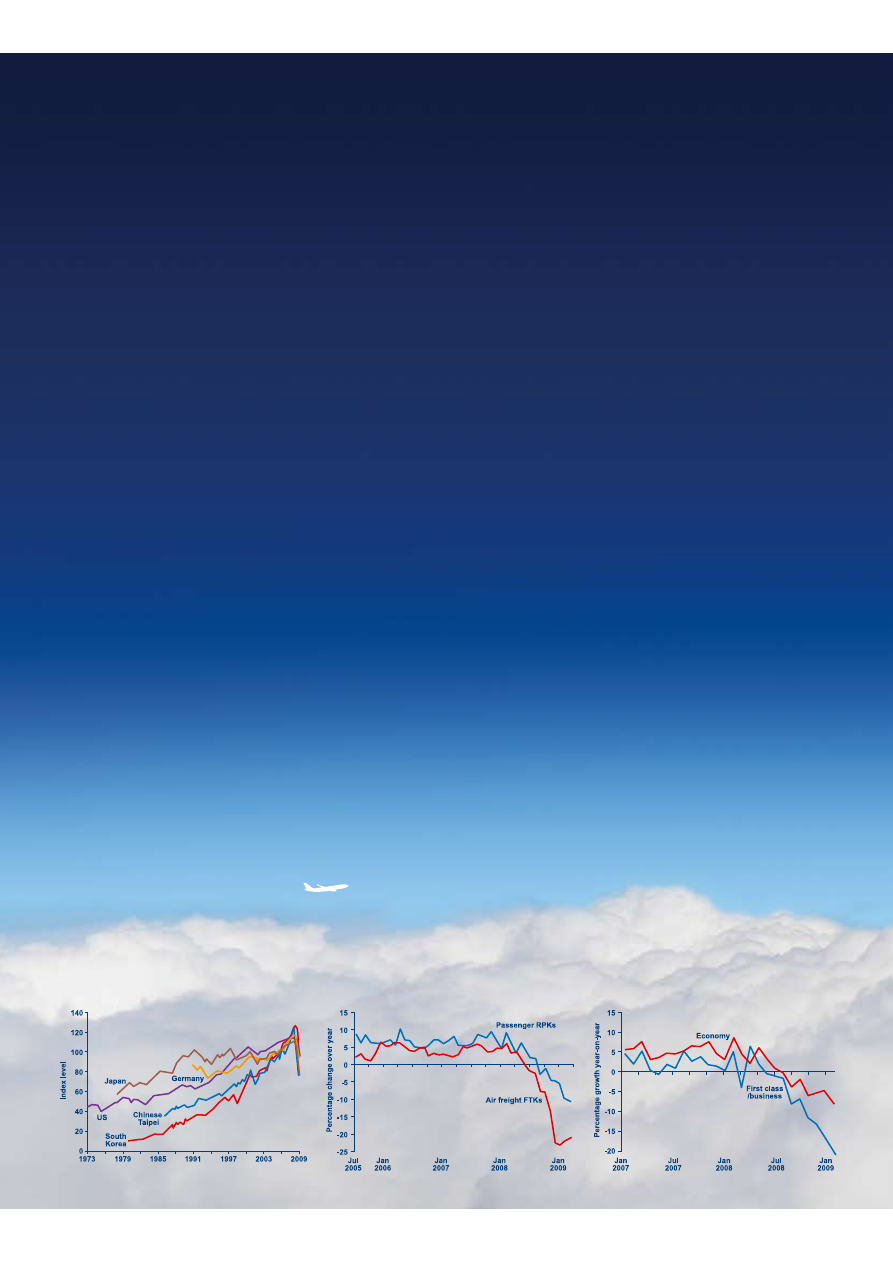 Index level
140
120
100
80
60
40
20
0
Japan
Germany
US
Chinese
Taipei
South
Korea
1973 1979 1985 1991 1997 2003 2009
Percentage change over year
15
10
5
0
-5
-10
-15
-20
-25
Passenger RPKs
Air freight FTKs
Jul Jan Jan Jan Jan
2005 2006 2007 2008 2009
Percentage growth year-on-year
15
10
5
0
-5
-10
-15
-20
Economy
First class
/business
Jan Jul Jan Jul Jan
2007 2007 2008 2008 2009